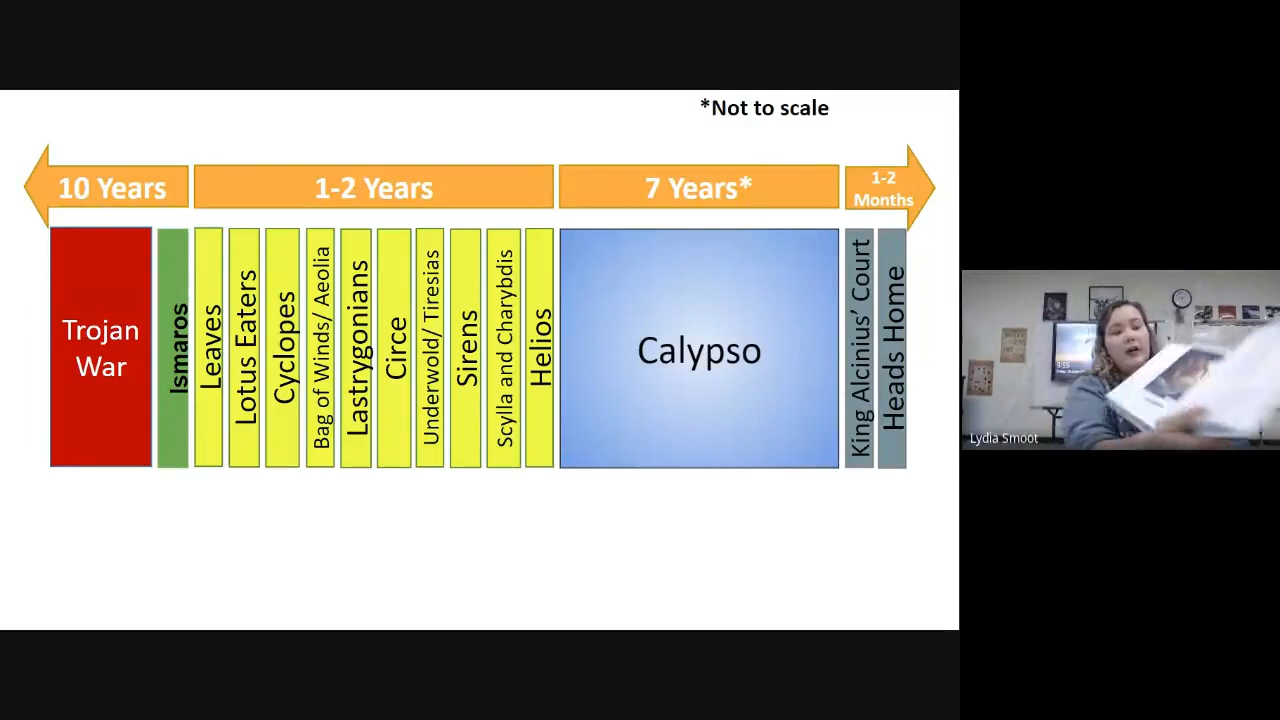 *Not to scale
10 Years
1-2 Years
7 Years*
1-2
Months
Trojan
War
Ismaros
Leaves
Lotus Eaters
Cyclopes
Bag of Winds/ Aeolia
Lastrygonians
Circe
Underwold/ Tiresias
Sirens
Scylla and Charybdis
Helios
Calypso
King Alcinius’ Court
Heads Home
Lydia Smoot